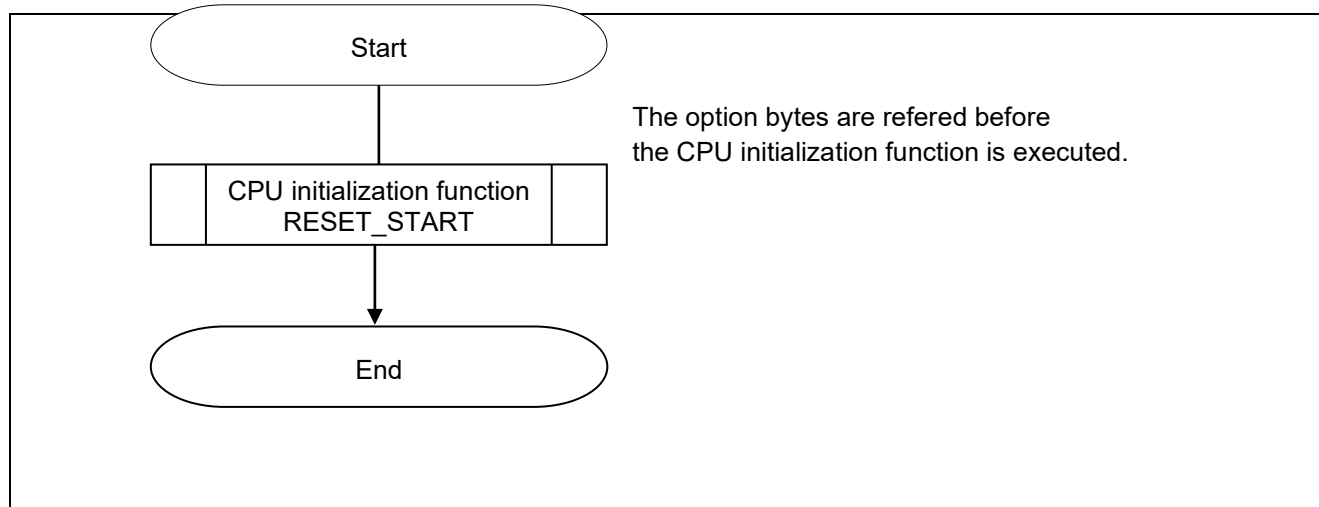 Start
The option bytes are refered before
the CPU initialization function is executed.
CPU initialization function
RESET_START
End